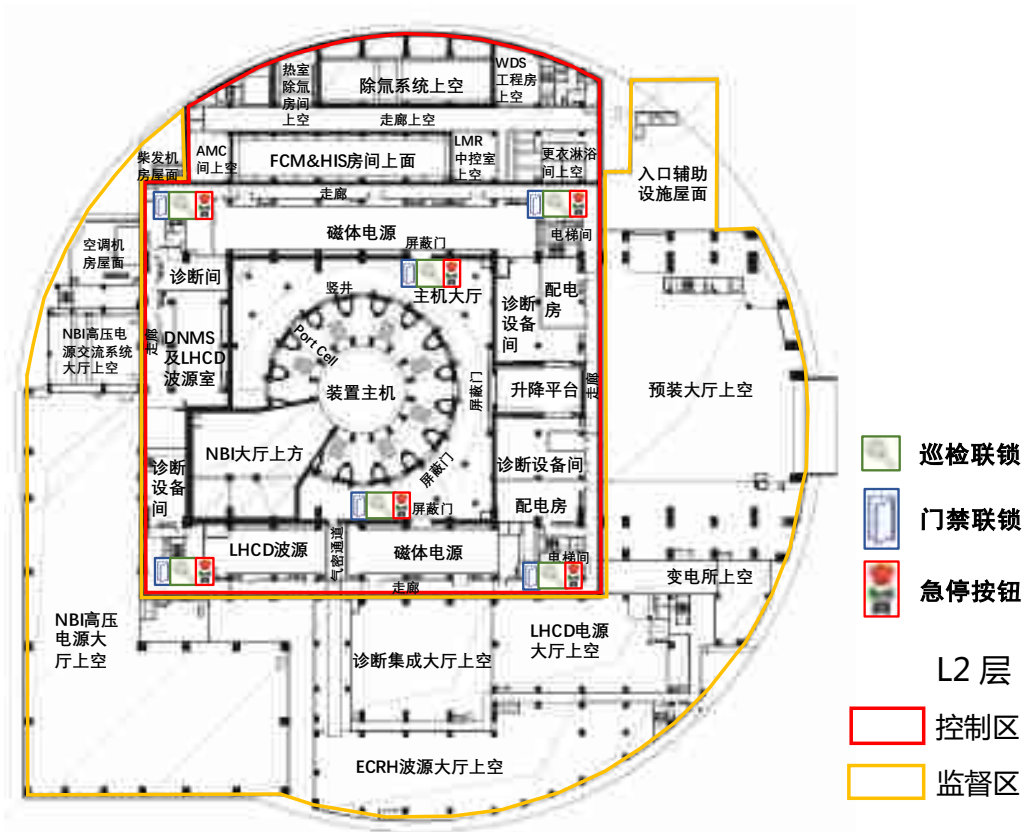 热室
除氚
房间
上空
除氚系统上空
WDS
工程房
上空
走廊上空
柴发机
房屋面
AMC
间上空
FCM&HIS房间上面
LMR
中控室
上空
更衣淋浴
间上空
入口辅助
设施屋面
走廊
磁体电源
电梯间
屏蔽门
空调机
房屋面
诊断间
主机大厅
竖井
诊断
设备
间
配电
房
NBI高压电
源交流系统
大厅上空
走廊
DNMS
及LHCD
波源室
Port Cell
装置主机
屏蔽门
升降平台
走廊
预装大厅上空
NBI大厅上方
诊断
设备
间
屏蔽门
诊断设备间
屏蔽门
配电房
LHCD波源
气密通道
磁体电源
电梯间
走廊
变电所上空
NBI高压
电源大
厅上空
诊断集成大厅上空
LHCD电源
大厅上空
ECRH波源大厅上空
巡检联锁
门禁联锁
急停按钮
L2 层
控制区
监督区